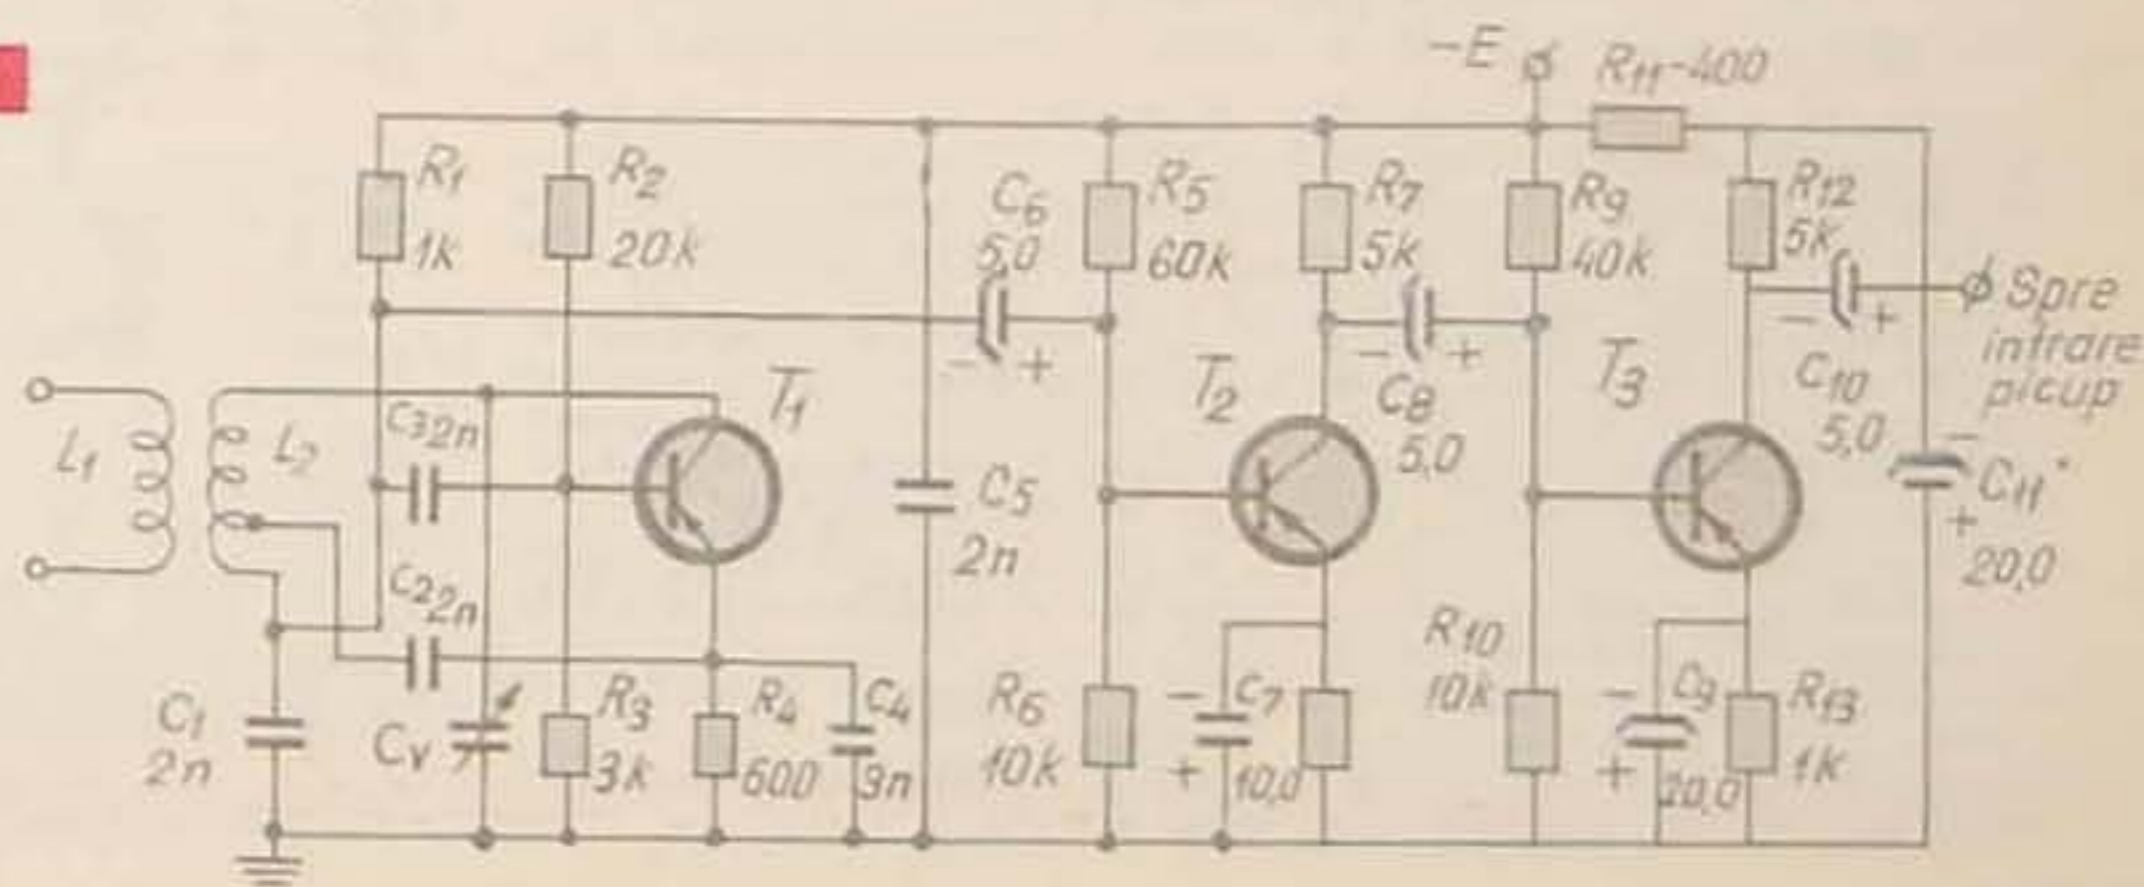 -E
R11-400
R1
1k
R2
20k
C6
5,0
R5
60k
R7
5k
R9
40k
R12
5k
Spre
intrare
picup
- +
- +
- +
C10
5,0
C8
5,0
T1
T2
T3
L1
L2
C3 2n
C2 2n
C5
2n
C11
-
+
20,0
C1
2n
Cv
R3
3k
R4
600
C4
3n
R6
10k
-
C7
+
10,0
R10
10k
-
C9
+
20,0
R13
1k